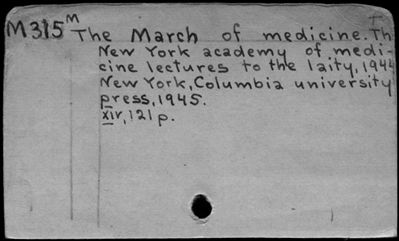 M315 M The March of medicine. Th
New York academy of medi-
cine lectures to the laity, 1944
New York, Columbia university
press, 1945.
xiv, 121 p.